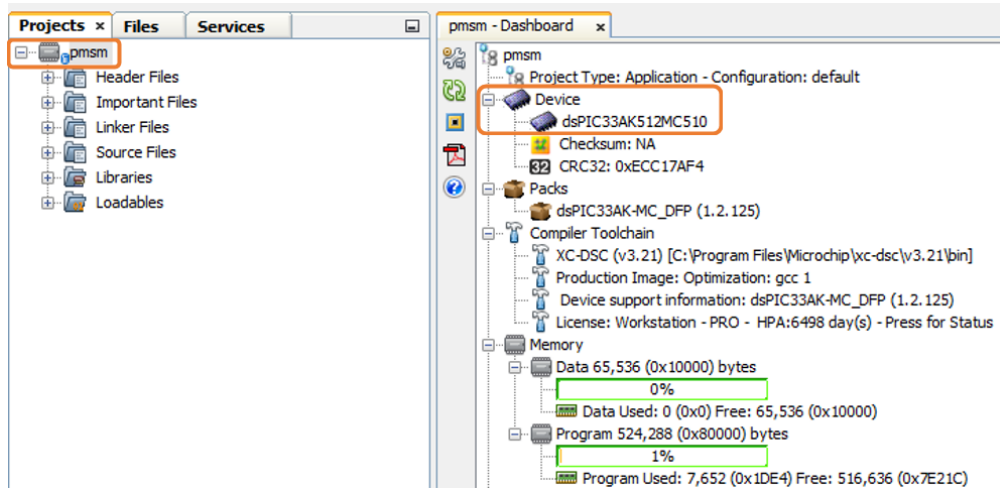 Projects × Files Services
pmsm
Header Files
Important Files
Linker Files
Source Files
Libraries
Loadables
pmsm - Dashboard ×
pmsm
Project Type: Application - Configuration: default
Device
dsPIC33AK512MC510
Checksum: NA
32 CRC32: 0xECC17AF4
Packs
dsPIC33AK-MC_DFP (1.2.125)
Compiler Toolchain
XC-DSC (v3.21) [C:\Program Files\Microchip\xc-dsc\v3.21\bin]
Production Image: Optimization: gcc 1
Device support information: dsPIC33AK-MC_DFP (1.2.125)
License: Workstation - PRO - HPA:6498 day(s) - Press for Status
Memory
Data 65,536 (0x10000) bytes
0%
Data Used: 0 (0x0) Free: 65,536 (0x10000)
Program 524,288 (0x80000) bytes
1%
Program Used: 7,652 (0x1DE4) Free: 516,636 (0x7E21C)